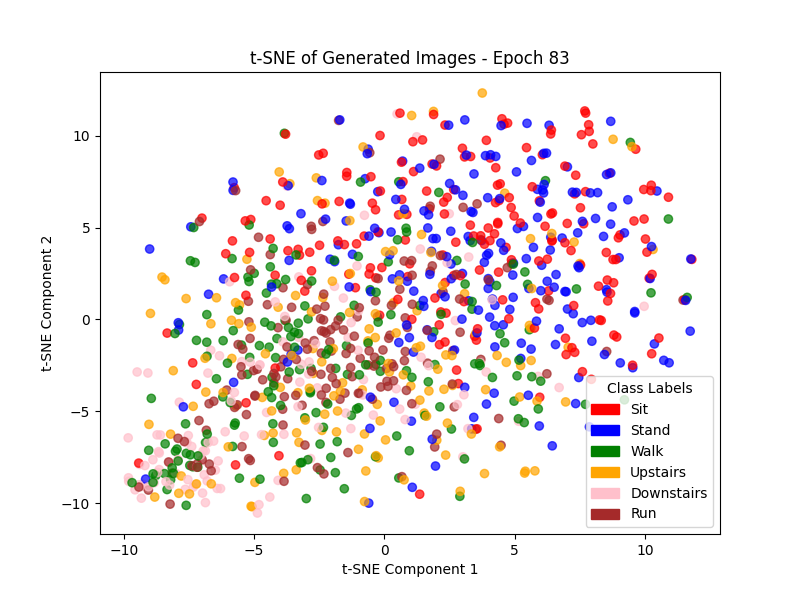 t-SNE of Generated Images - Epoch 83
t-SNE Component 2
10
5
0
−5
−10
−10
−5
0
5
10
t-SNE Component 1
Class Labels
Sit
Stand
Walk
Upstairs
Downstairs
Run